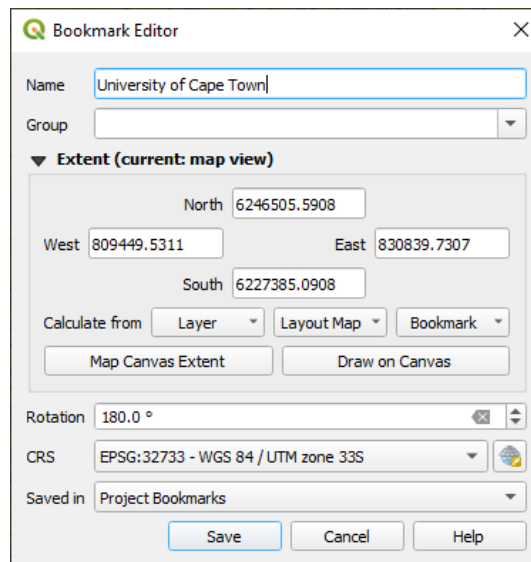 Bookmark Editor
Name University of Cape Town
Group
Extent (current: map view)
North 6246505.5908
West 809449.5311 East 830839.7307
South 6227385.0908
Calculate from Layer Layout Map Bookmark
Map Canvas Extent Draw on Canvas
Rotation 180.0 °
CRS EPSG:32733 - WGS 84 / UTM zone 33S
Saved in Project Bookmarks
Save Cancel Help